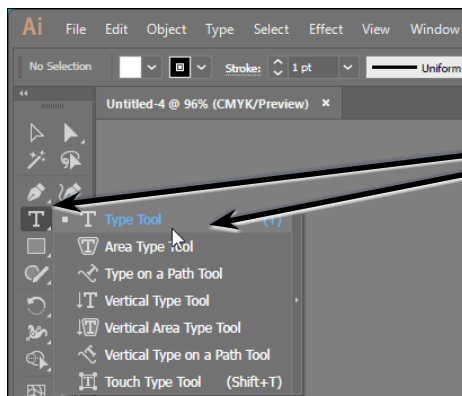 Ai File Edit Object Type Select Effect View Window
No Selection Stroke: 1 pt Uniform
Untitled-4 @ 96% (CMYK/Preview) ×
T T Type Tool (T)
Area Type Tool
Type on a Path Tool
Vertical Type Tool
Vertical Area Type Tool
Vertical Type on a Path Tool
Touch Type Tool (Shift+T)